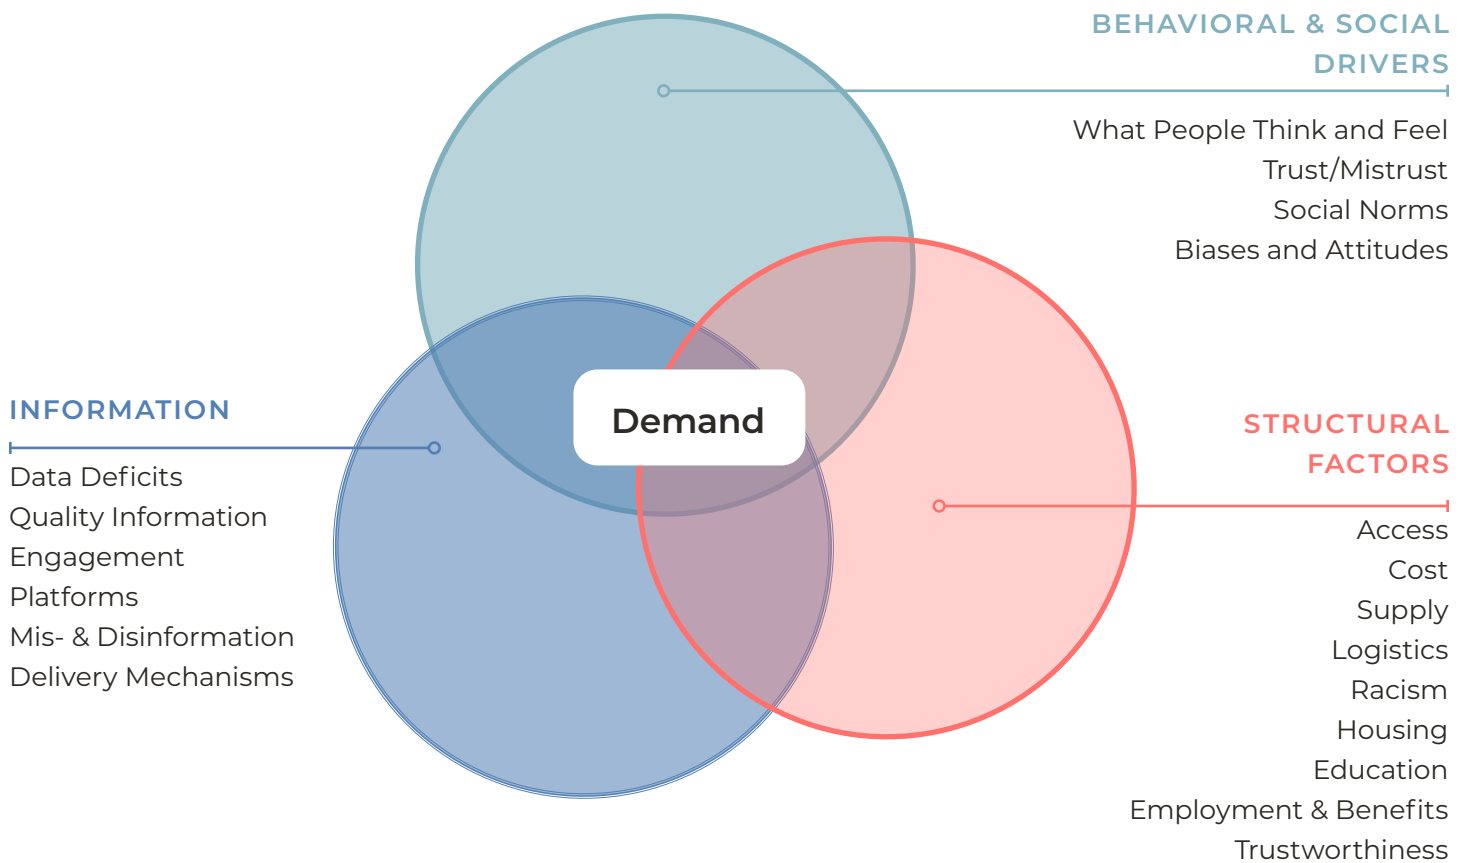 BEHAVIORAL & SOCIAL
DRIVERS
What People Think and Feel
Trust/Mistrust
Social Norms
Biases and Attitudes
Demand
INFORMATION
Data Deficits
Quality Information
Engagement
Platforms
Mis- & Disinformation
Delivery Mechanisms
STRUCTURAL
FACTORS
Access
Cost
Supply
Logistics
Racism
Housing
Education
Employment & Benefits
Trustworthiness